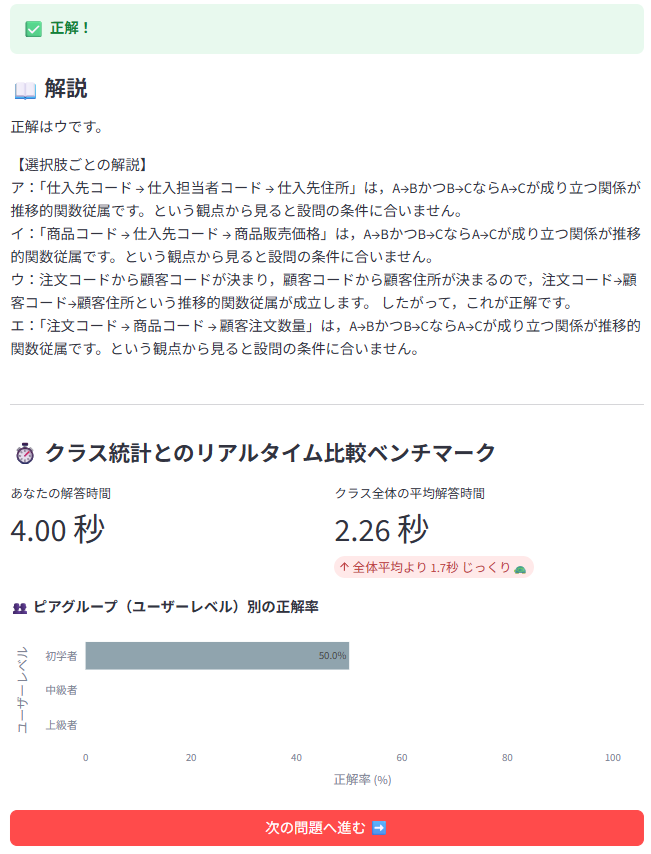 ✅ 正解！
📖 解説
正解はウです。
【選択肢ごとの解説】
ア：「仕入先コード → 仕入担当者コード → 仕入先住所」は，A→BかつB→CならA→Cが成り立つ関係が
推移的関数従属です。という観点から見ると設問の条件に合いません。
イ：「商品コード → 仕入先コード → 商品販売価格」は，A→BかつB→CならA→Cが成り立つ関係が推移
的関数従属です。という観点から見ると設問の条件に合いません。
ウ：注文コードから顧客コードが決まり，顧客コードから顧客住所が決まるので，注文コード→顧
客コード→顧客住所という推移的関数従属が成立します。 したがって，これが正解です。
エ：「注文コード → 商品コード → 顧客注文数量」は，A→BかつB→CならA→Cが成り立つ関係が推移的
関数従属です。という観点から見ると設問の条件に合いません。
⏱️ クラス統計とのリアルタイム比較ベンチマーク
あなたの解答時間
4.00 秒
クラス全体の平均解答時間
2.26 秒
↑ 全体平均より 1.7秒 じっくり 🐢
👥 ピアグループ（ユーザーレベル）別の正解率
ユーザーレベル
初学者
50.0%
中級者
上級者
0 20 40 60 80 100
正解率 (%)
次の問題へ進む ➡️